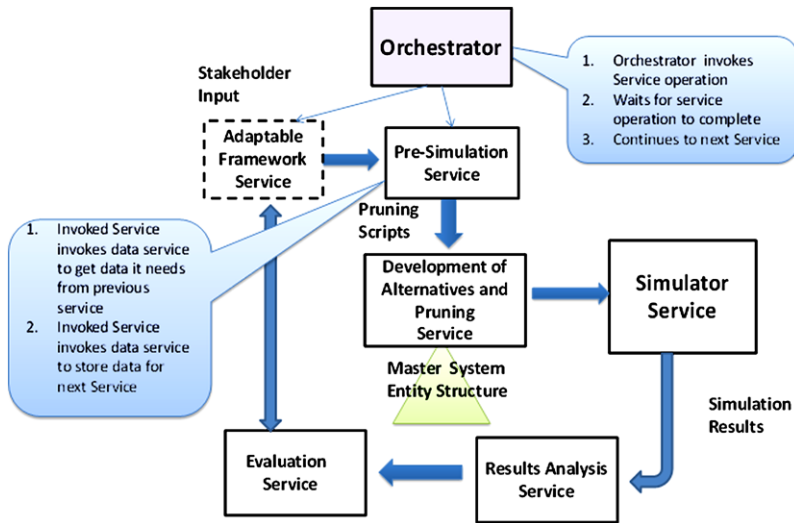 Orchestrator
1. Orchestrator invokes
Service operation
2. Waits for service
operation to complete
3. Continues to next Service
Stakeholder
Input
Adaptable
Framework
Service
Pre-Simulation
Service
Pruning
Scripts
1. Invoked Service
invokes data service
to get data it needs
from previous
service
2. Invoked Service
invokes data service
to store data for
next Service
Development of
Alternatives and
Pruning
Service
Simulator
Service
Master System
Entity Structure
Simulation
Results
Evaluation
Service
Results Analysis
Service